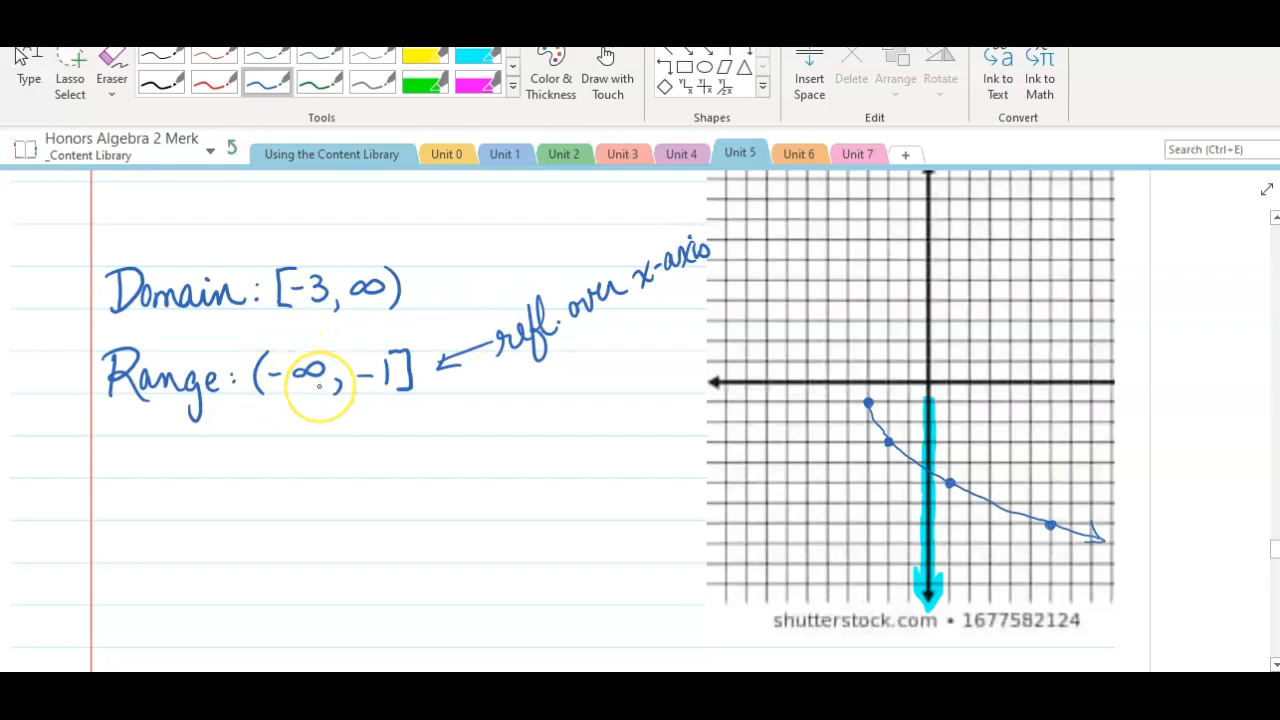 Type
Lasso Select
Eraser
Color & Thickness
Draw with Touch
Insert Space
Delete
Arrange
Rotate
Ink to Text
Ink to Math
Tools
Shapes
Edit
Convert
Honors Algebra 2 Merk
_Content Library
Using the Content Library
Unit 0
Unit 1
Unit 2
Unit 3
Unit 4
Unit 5
Unit 6
Unit 7
+
Search (Ctrl+E)
Domain: [-3, ∞)
Range: (-∞, -1]
refl. over x-axis
shutterstock.com • 1677582124